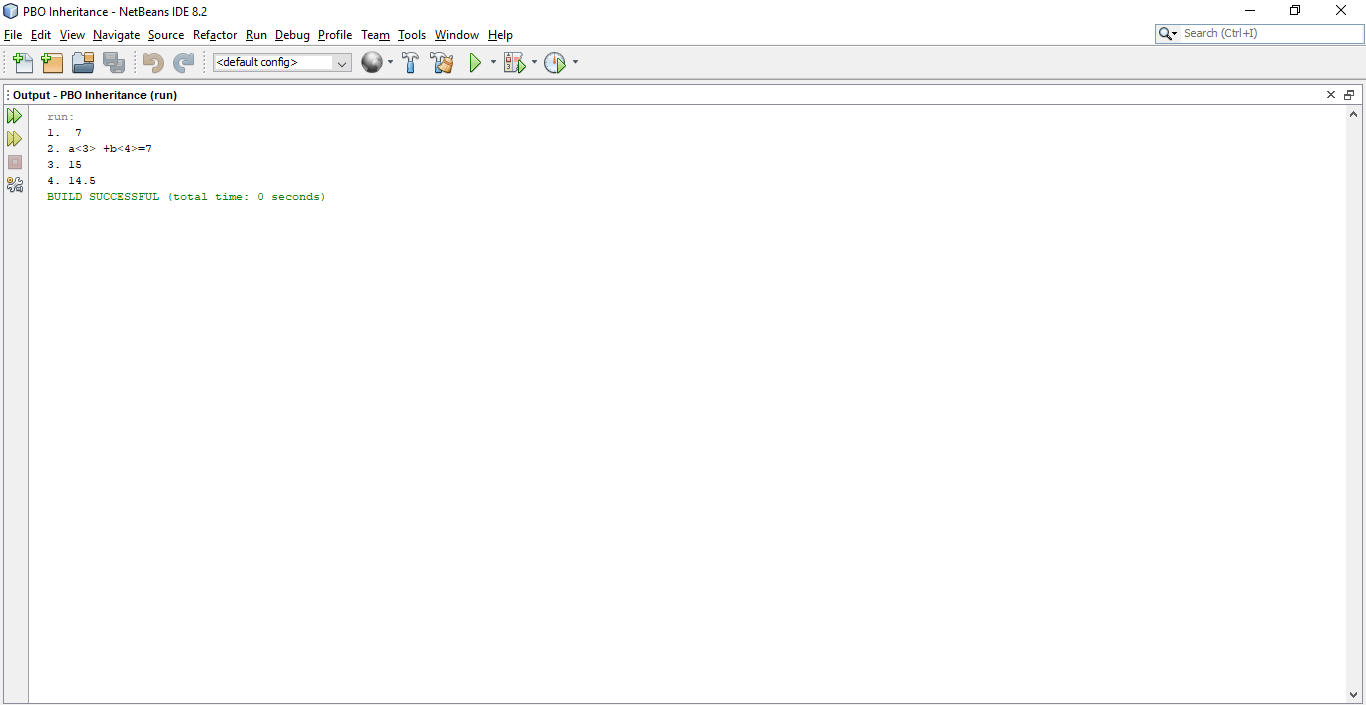 PBO Inheritance - NetBeans IDE 8.2
File Edit View Navigate Source Refactor Run Debug Profile Team Tools Window Help
Search (Ctrl+I)
<default config>
Output - PBO Inheritance (run)
run:
1.  7
2. a<3> +b<4>=7
3. 15
4. 14.5
BUILD SUCCESSFUL (total time: 0 seconds)